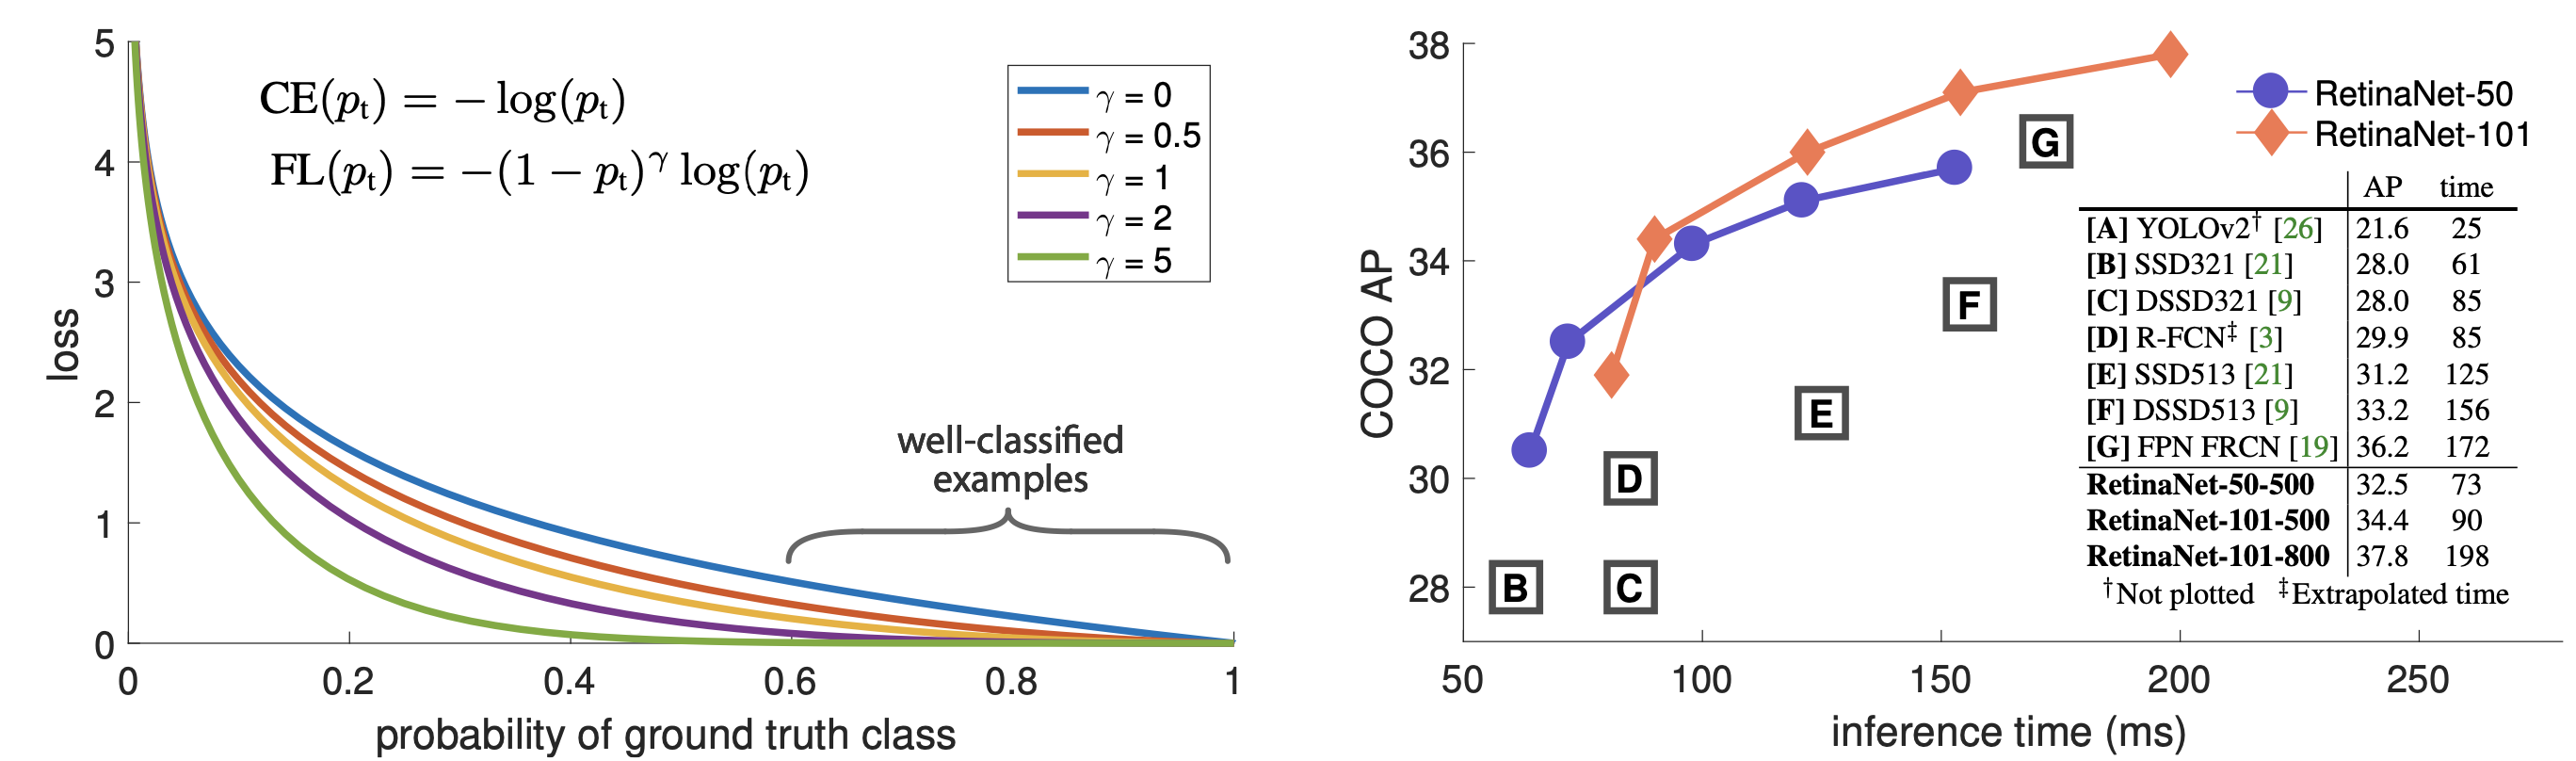 5
4
3
2
1
0
loss
CE(pt) = − log(pt)
FL(pt) = −(1 − pt)γ log(pt)
γ = 0
γ = 0.5
γ = 1
γ = 2
γ = 5
well-classified
examples
0 0.2 0.4 0.6 0.8 1
probability of ground truth class
38
36
34
32
30
28
COCO AP
B
C
D
E
F
G
RetinaNet-50
RetinaNet-101
AP time
[A] YOLOv2† [26] 21.6 25
[B] SSD321 [21] 28.0 61
[C] DSSD321 [9] 28.0 85
[D] R-FCN‡ [3] 29.9 85
[E] SSD513 [21] 31.2 125
[F] DSSD513 [9] 33.2 156
[G] FPN FRCN [19] 36.2 172
RetinaNet-50-500 32.5 73
RetinaNet-101-500 34.4 90
RetinaNet-101-800 37.8 198
†Not plotted ‡Extrapolated time
50 100 150 200 250
inference time (ms)